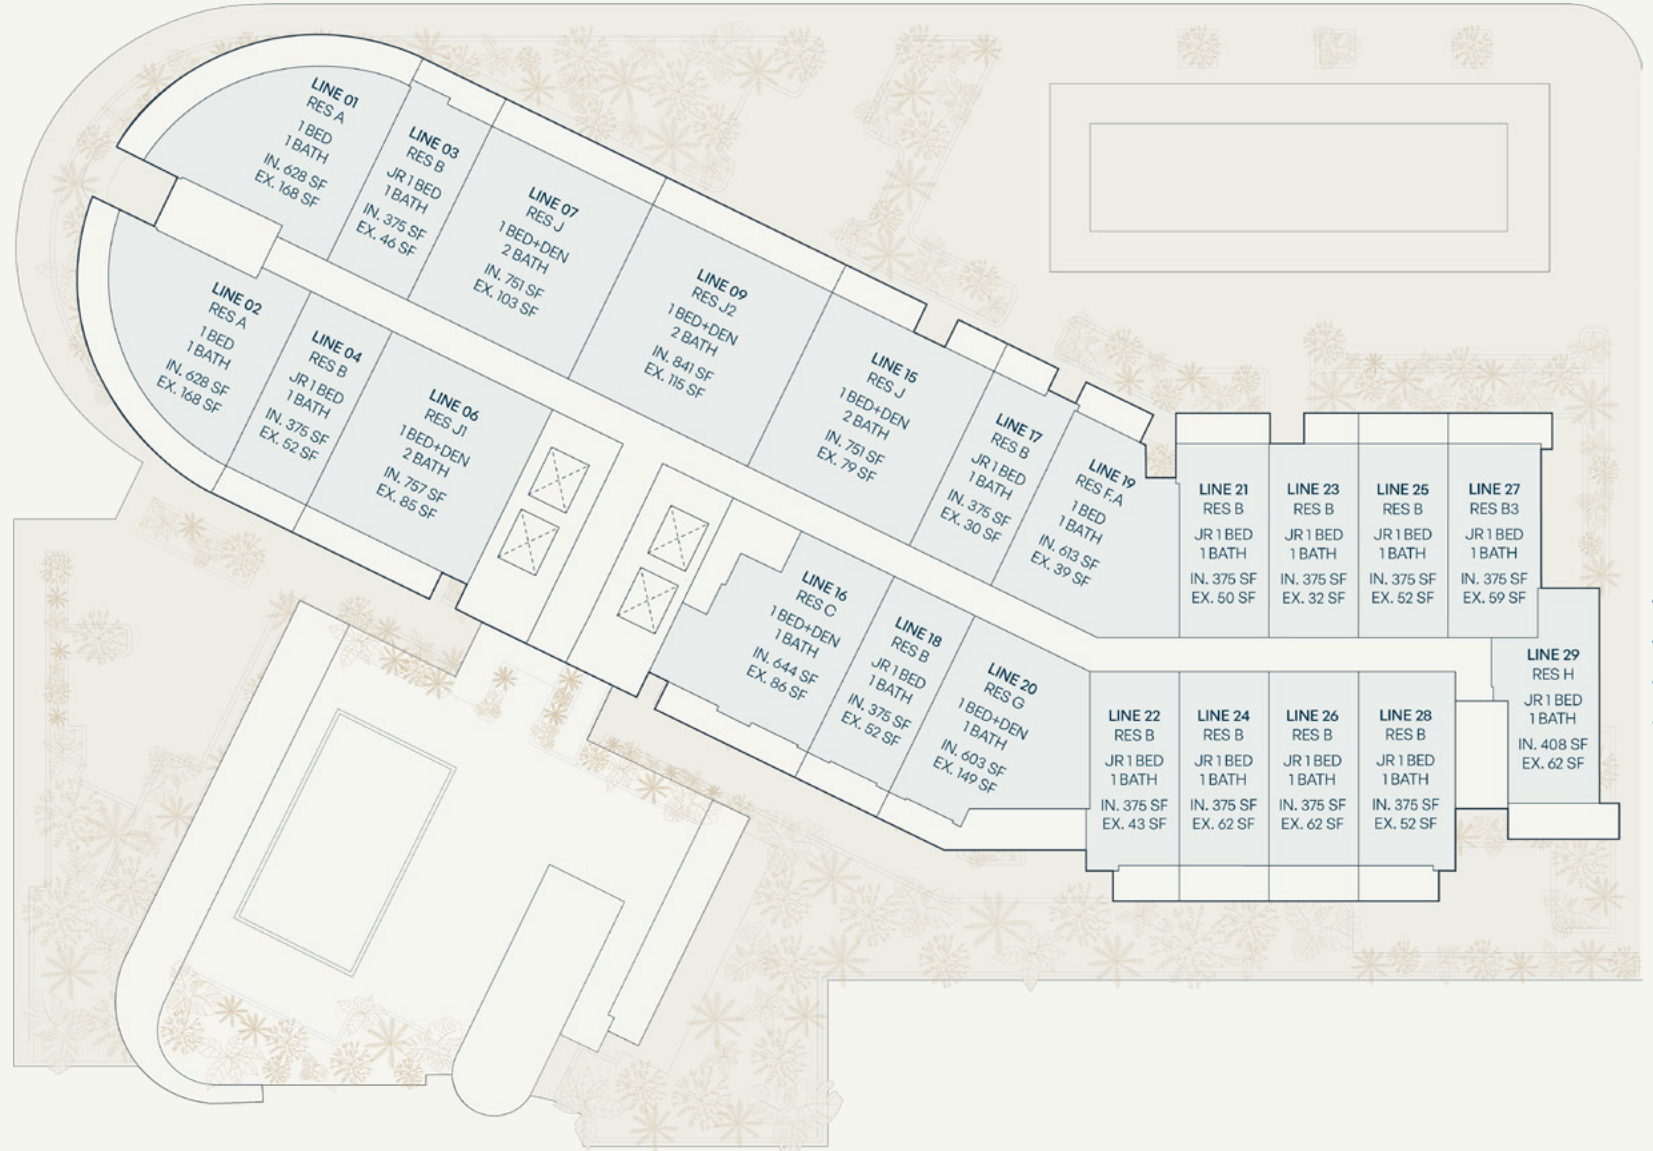 LINE 01
RES A
1 BED
1 BATH
IN. 628 SF
EX. 168 SF
LINE 03
RES B
JR 1 BED
1 BATH
IN. 375 SF
EX. 46 SF
LINE 07
RES J
1 BED+DEN
2 BATH
IN. 751 SF
EX. 103 SF
LINE 09
RES J2
1 BED+DEN
2 BATH
IN. 841 SF
EX. 115 SF
LINE 15
RES J
1 BED+DEN
2 BATH
IN. 751 SF
EX. 79 SF
LINE 17
RES B
JR 1 BED
1 BATH
IN. 375 SF
EX. 30 SF
LINE 19
RES F.A
1 BED
1 BATH
IN. 613 SF
EX. 39 SF
LINE 21
RES B
JR 1 BED
1 BATH
IN. 375 SF
EX. 50 SF
LINE 23
RES B
JR 1 BED
1 BATH
IN. 375 SF
EX. 32 SF
LINE 25
RES B
JR 1 BED
1 BATH
IN. 375 SF
EX. 52 SF
LINE 27
RES B3
JR 1 BED
1 BATH
IN. 375 SF
EX. 59 SF
LINE 29
RES H
JR 1 BED
1 BATH
IN. 408 SF
EX. 62 SF
LINE 02
RES A
1 BED
1 BATH
IN. 628 SF
EX. 168 SF
LINE 04
RES B
JR 1 BED
1 BATH
IN. 375 SF
EX. 52 SF
LINE 06
RES J1
1 BED+DEN
2 BATH
IN. 757 SF
EX. 85 SF
LINE 16
RES C
1 BED+DEN
1 BATH
IN. 644 SF
EX. 86 SF
LINE 18
RES B
JR 1 BED
1 BATH
IN. 375 SF
EX. 52 SF
LINE 20
RES G
1 BED+DEN
1 BATH
IN. 603 SF
EX. 149 SF
LINE 22
RES B
JR 1 BED
1 BATH
IN. 375 SF
EX. 43 SF
LINE 24
RES B
JR 1 BED
1 BATH
IN. 375 SF
EX. 62 SF
LINE 26
RES B
JR 1 BED
1 BATH
IN. 375 SF
EX. 62 SF
LINE 28
RES B
JR 1 BED
1 BATH
IN. 375 SF
EX. 52 SF